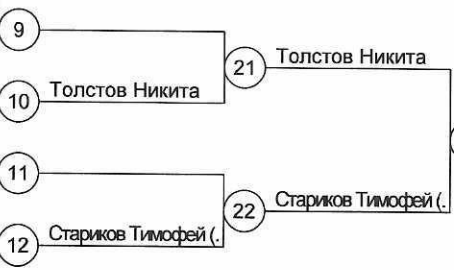 9
21 Толстов Никита
10 Толстов Никита
11
22 Стариков Тимофей (.
12 Стариков Тимофей (.